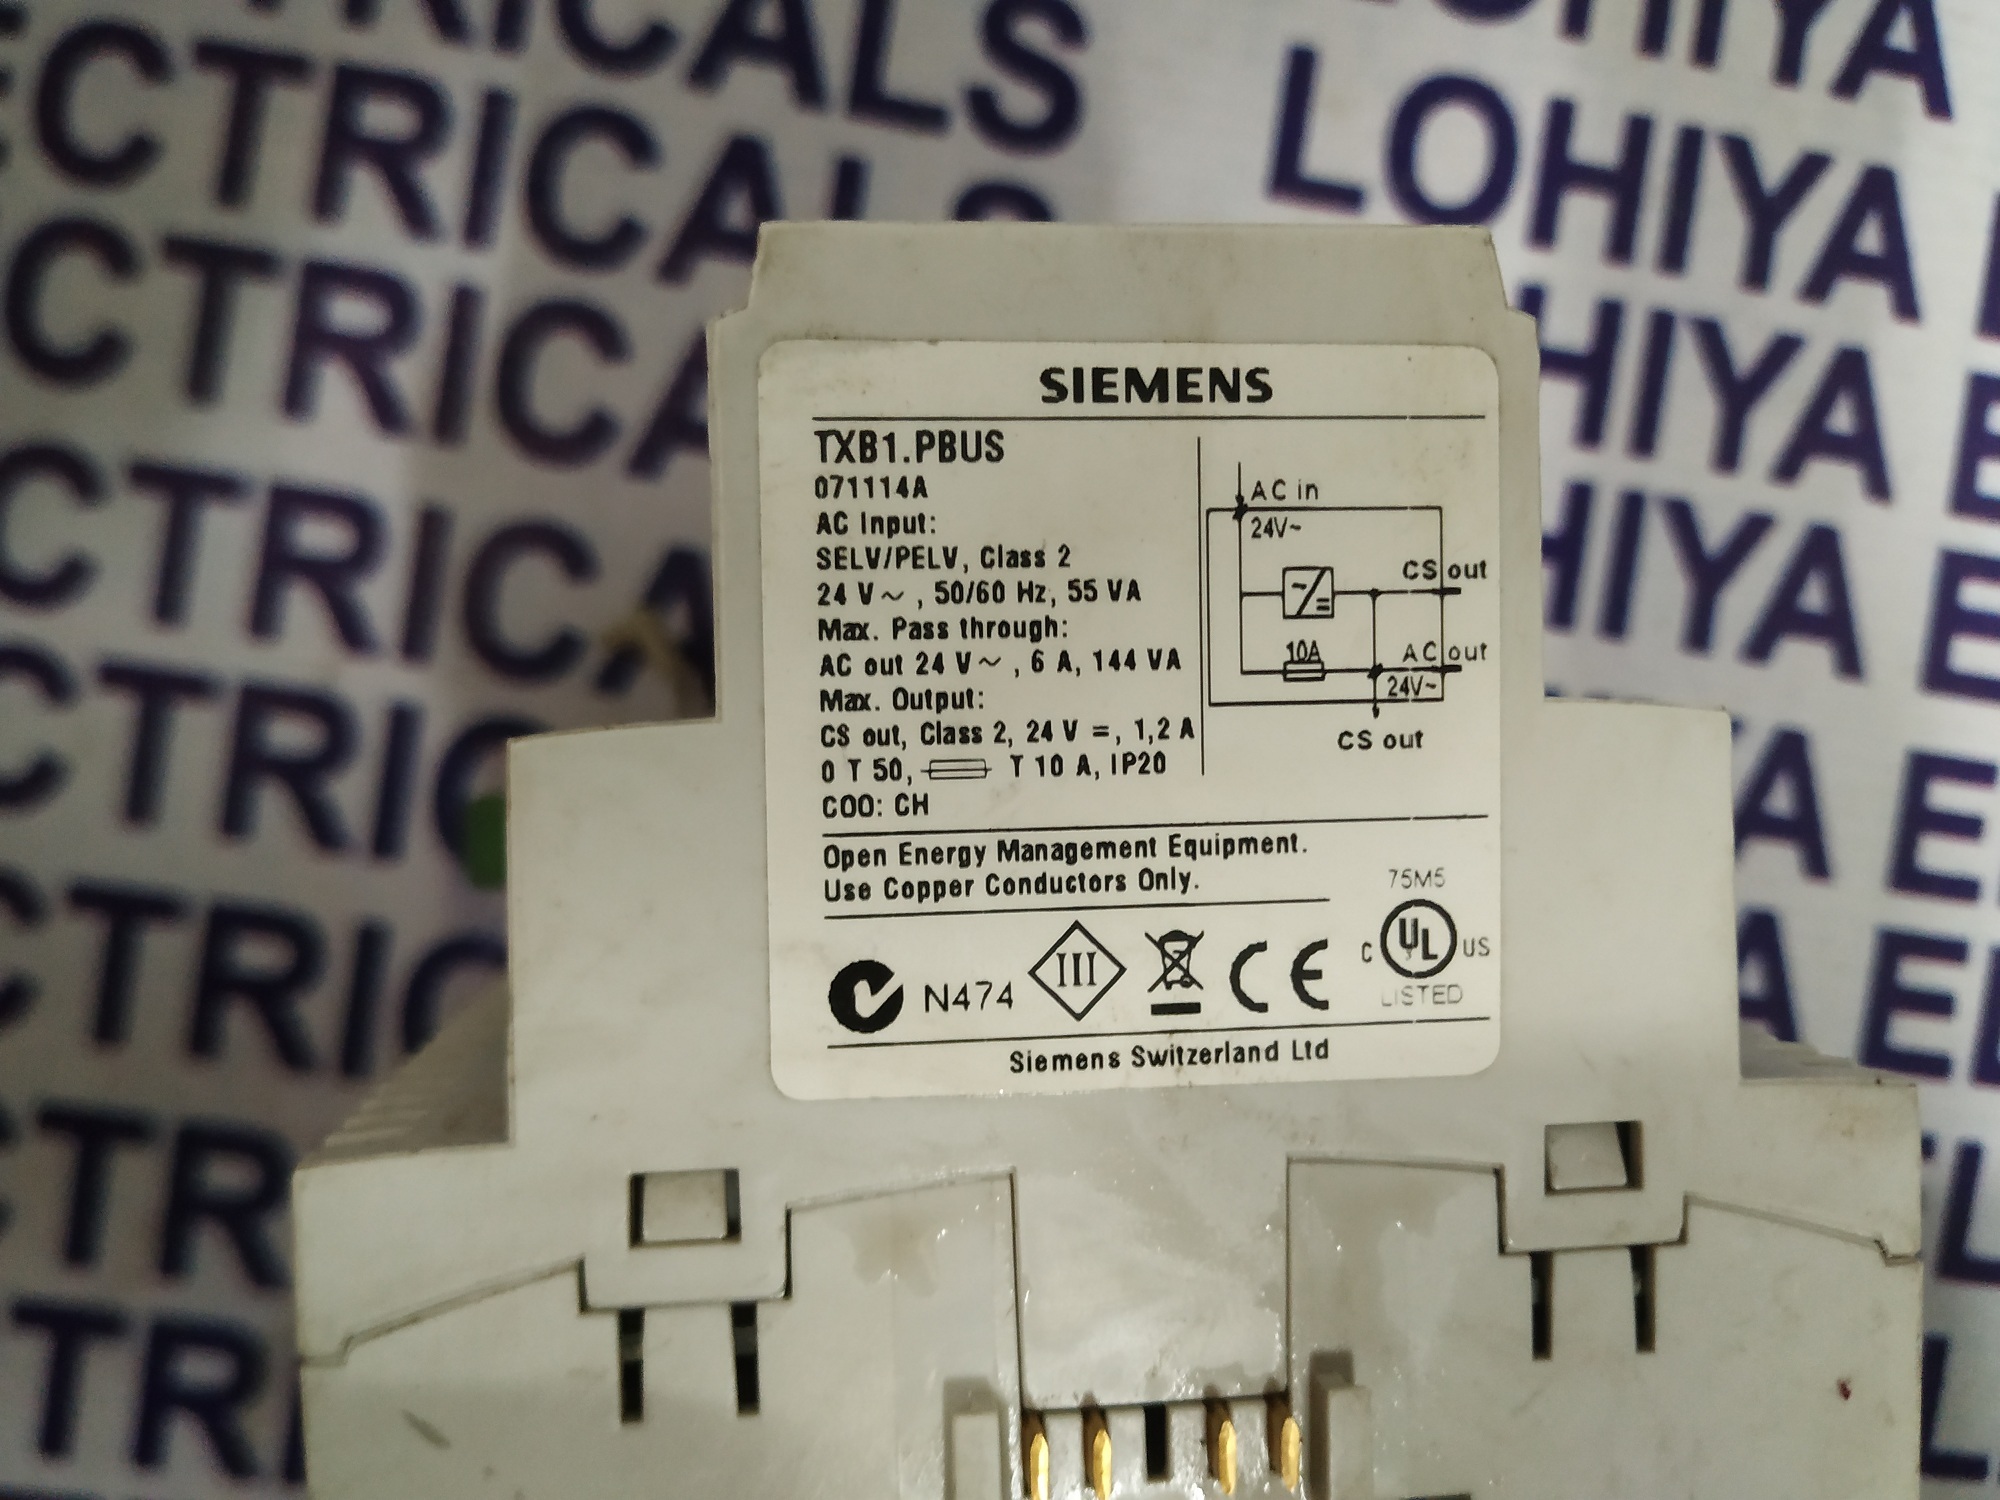 SIEMENS
TXB1.PBUS
071114A
AC Input:
SELV/PELV, Class 2
24 V ~ , 50/60 Hz, 55 VA
Max. Pass through:
AC out 24 V ~ , 6 A, 144 VA
Max. Output:
CS out, Class 2, 24 V =, 1,2 A
0 T 50, T 10 A, IP20
COO: CH
AC in
24V~
CS out
10A
AC out
24V~
CS out
Open Energy Management Equipment.
Use Copper Conductors Only.
75M5
N474
III
CE
C UL US
LISTED
Siemens Switzerland Ltd
LOHIYA